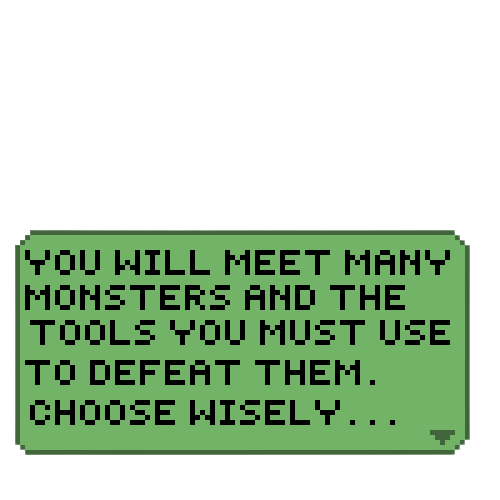 YOU WILL MEET MANY
MONSTERS AND THE
TOOLS YOU MUST USE
TO DEFEAT THEM.
CHOOSE WISELY...